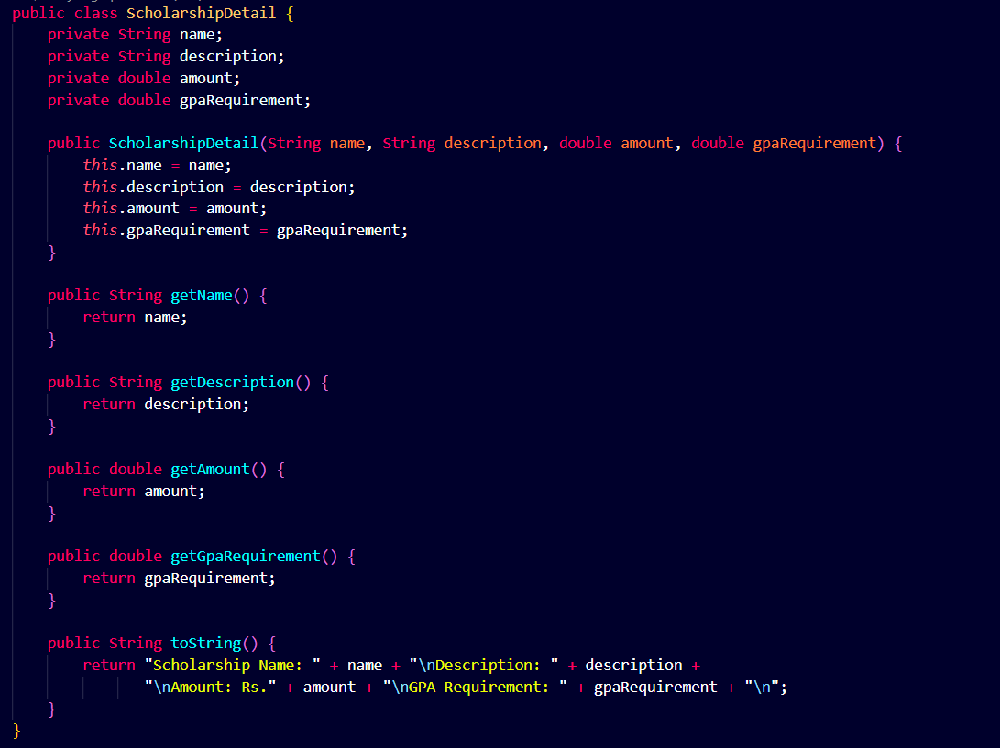 public class ScholarshipDetail {
    private String name;
    private String description;
    private double amount;
    private double gpaRequirement;

    public ScholarshipDetail(String name, String description, double amount, double gpaRequirement) {
        this.name = name;
        this.description = description;
        this.amount = amount;
        this.gpaRequirement = gpaRequirement;
    }

    public String getName() {
        return name;
    }

    public String getDescription() {
        return description;
    }

    public double getAmount() {
        return amount;
    }

    public double getGpaRequirement() {
        return gpaRequirement;
    }

    public String toString() {
        return "Scholarship Name: " + name + "\nDescription: " + description +
               "\nAmount: Rs." + amount + "\nGPA Requirement: " + gpaRequirement + "\n";
    }
}